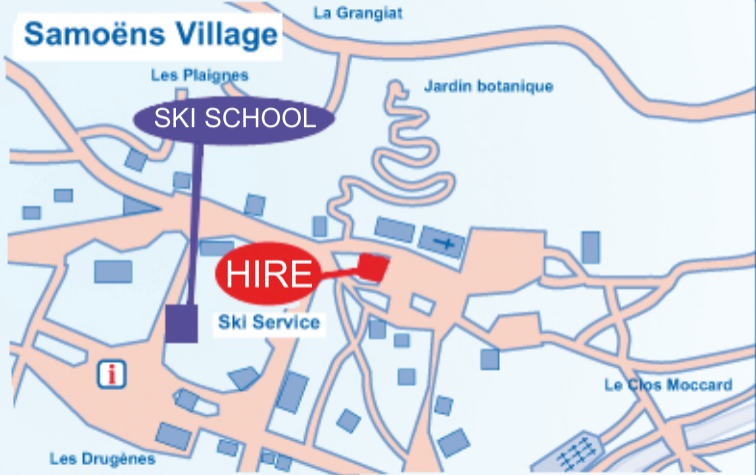 La Grangiat
Samoëns Village
Les Plaignes
Jardin botanique
SKI SCHOOL
HIRE
Ski Service
i
Le Clos Moccard
Les Drugènes